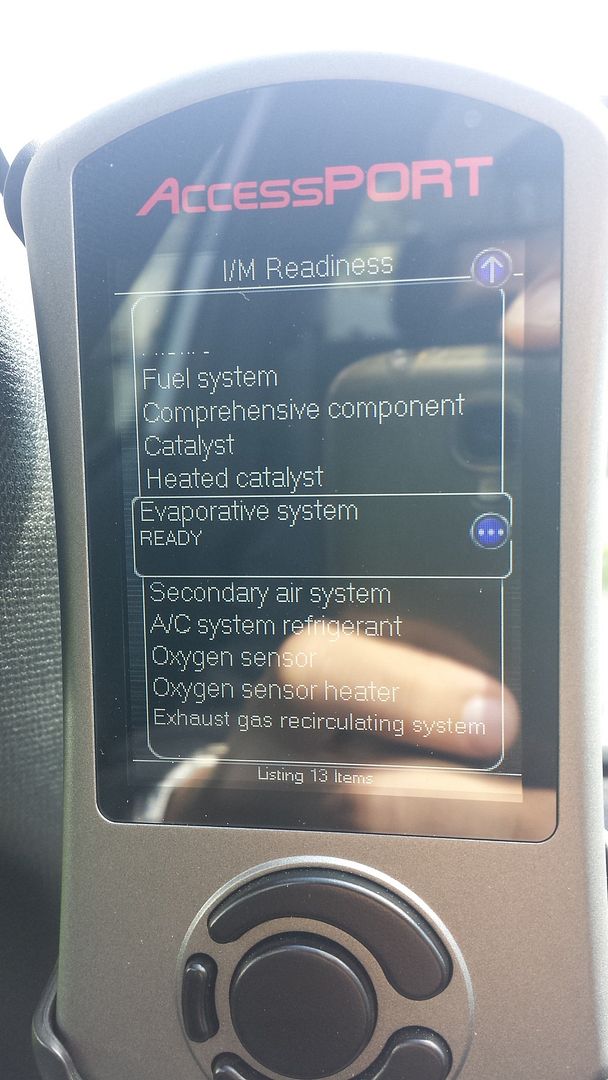 ACCESSPORT
I/M Readiness
Fuel system
Comprehensive component
Catalyst
Heated catalyst
Evaporative system
READY
Secondary air system
A/C system refrigerant
Oxygen sensor
Oxygen sensor heater
Exhaust gas recirculating system
Listing 13 Items